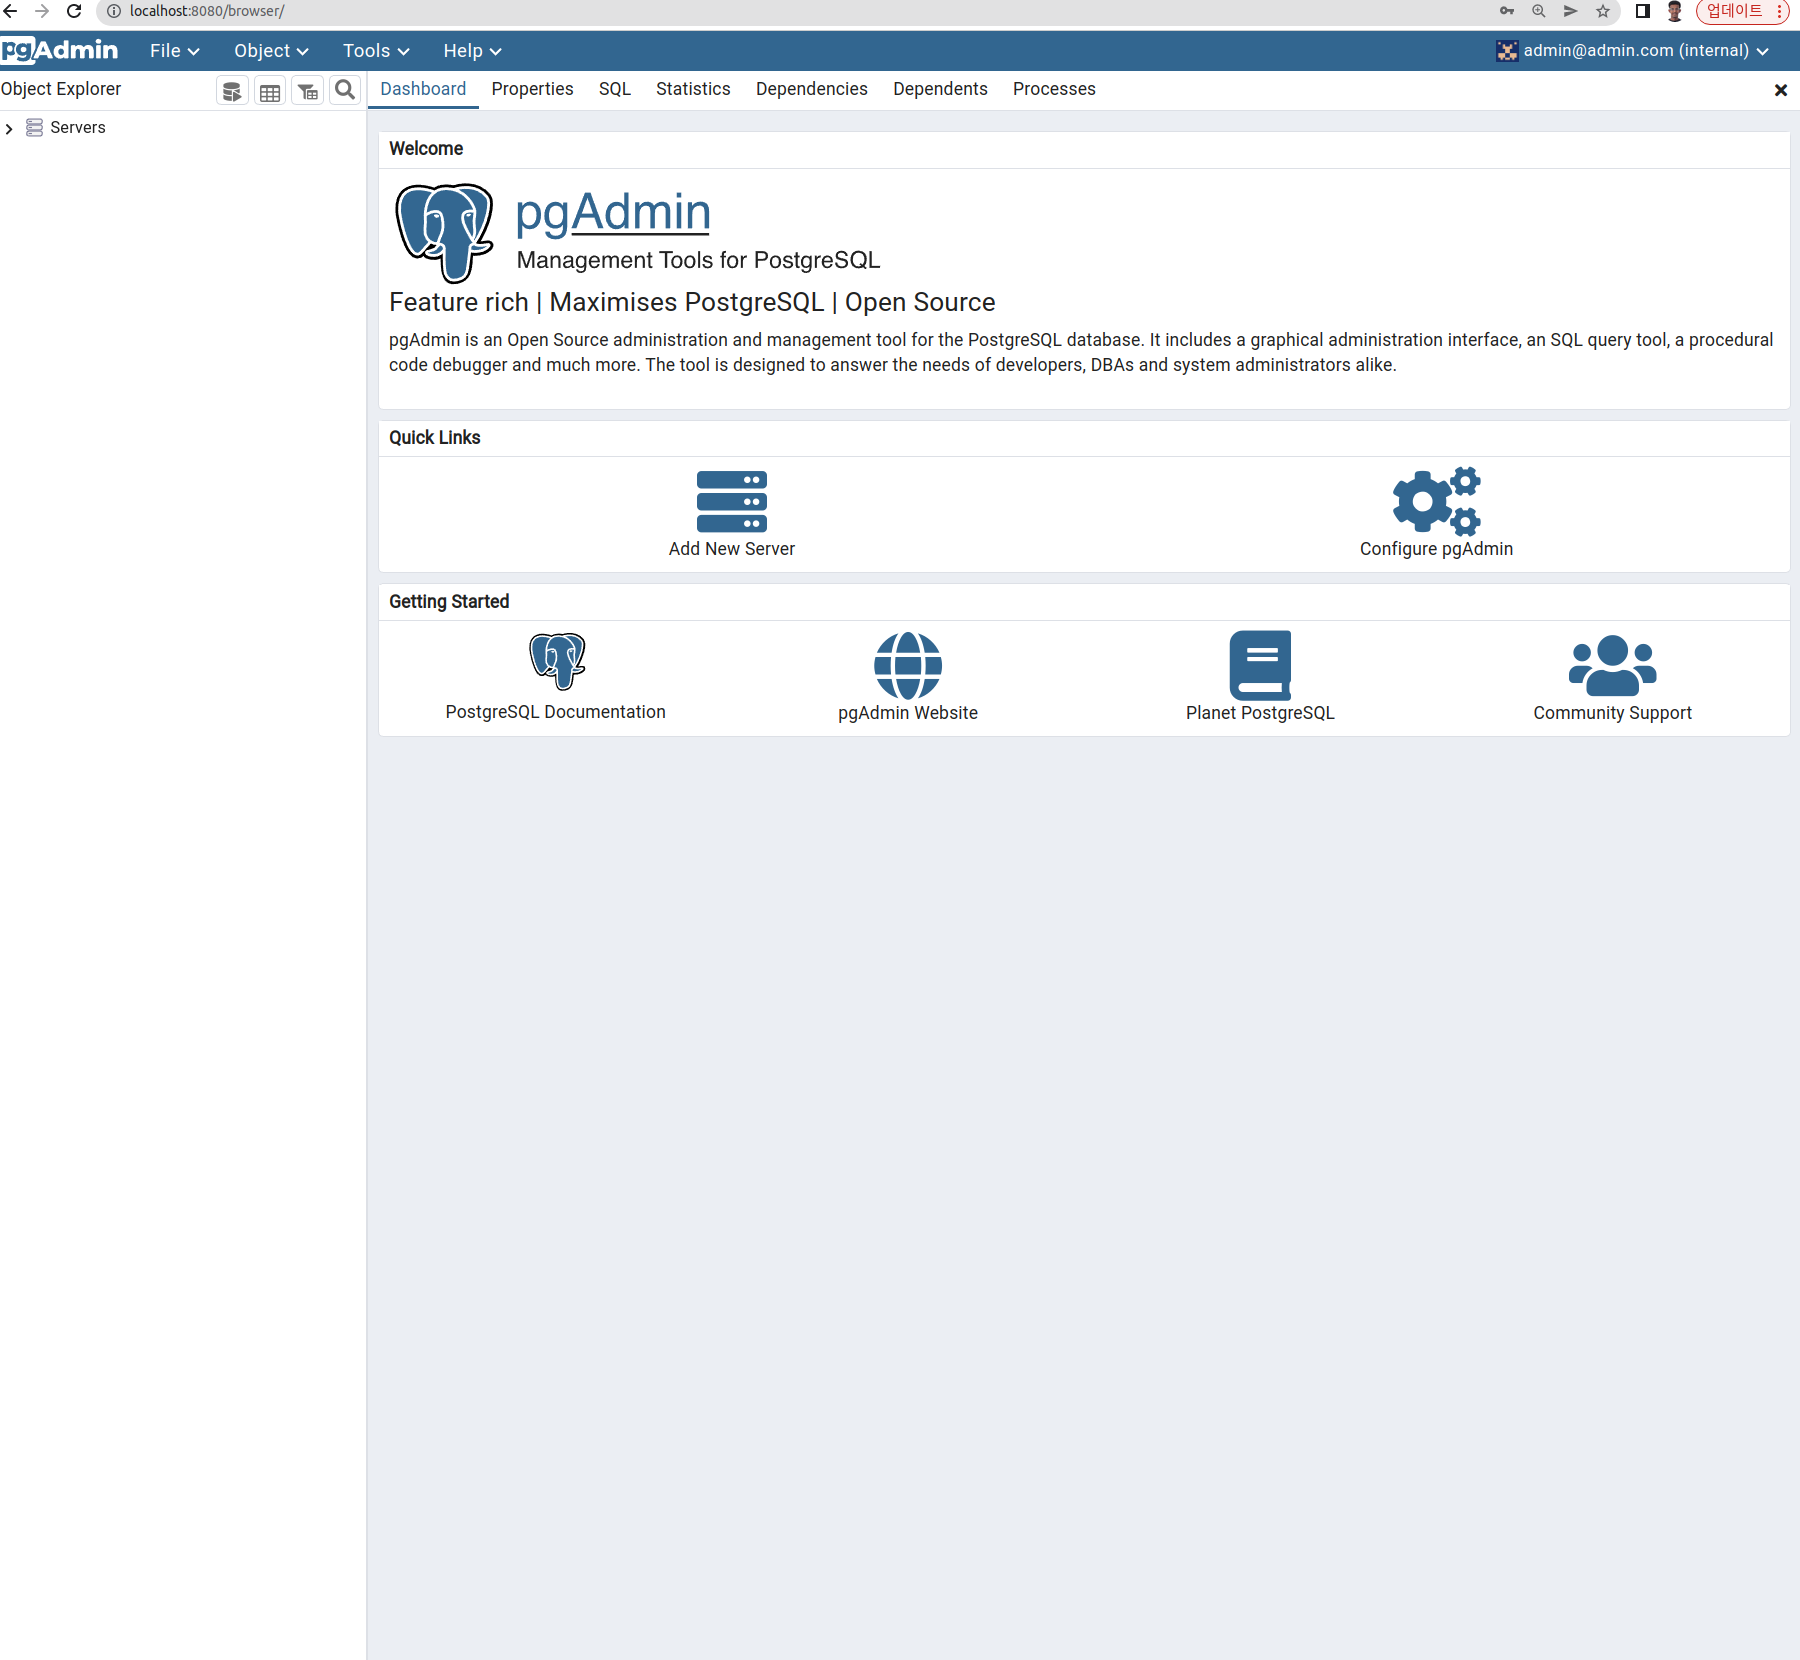 localhost:8080/browser/
업데이트
pgAdmin File Object Tools Help admin@admin.com (internal)
Object Explorer
Dashboard Properties SQL Statistics Dependencies Dependents Processes
Servers
Welcome
pgAdmin
Management Tools for PostgreSQL
Feature rich | Maximises PostgreSQL | Open Source
pgAdmin is an Open Source administration and management tool for the PostgreSQL database. It includes a graphical administration interface, an SQL query tool, a procedural
code debugger and much more. The tool is designed to answer the needs of developers, DBAs and system administrators alike.
Quick Links
Add New Server
Configure pgAdmin
Getting Started
PostgreSQL Documentation
pgAdmin Website
Planet PostgreSQL
Community Support